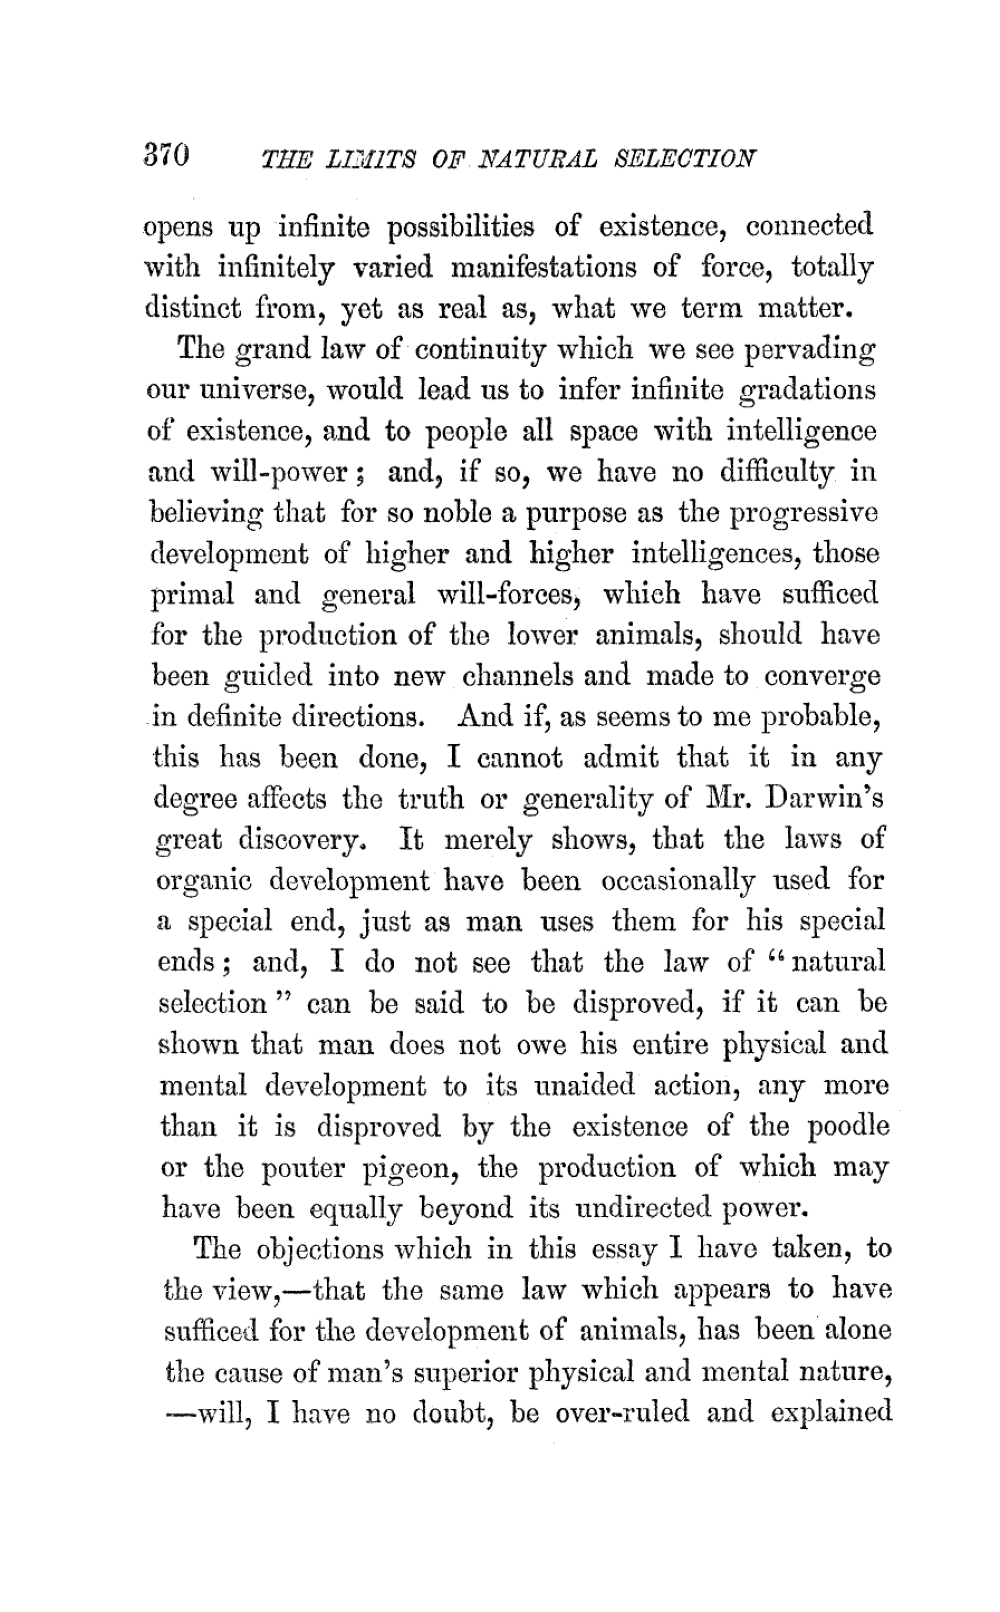 370 THE LIMITS OF NATURAL SELECTION
opens up infinite possibilities of existence, connected
with infinitely varied manifestations of force, totally
distinct from, yet as real as, what we term matter.
The grand law of continuity which we see pervading
our universe, would lead us to infer infinite gradations
of existence, and to people all space with intelligence
and will-power ; and, if so, we have no difficulty in
believing that for so noble a purpose as the progressive
development of higher and higher intelligences, those
primal and general will-forces, which have sufficed
for the production of the lower animals, should have
been guided into new channels and made to converge
in definite directions. And if, as seems to me probable,
this has been done, I cannot admit that it in any
degree affects the truth or generality of Mr. Darwin's
great discovery. It merely shows, that the laws of
organic development have been occasionally used for
a special end, just as man uses them for his special
ends ; and, I do not see that the law of “ natural
selection ” can be said to be disproved, if it can be
shown that man does not owe his entire physical and
mental development to its unaided action, any more
than it is disproved by the existence of the poodle
or the pouter pigeon, the production of which may
have been equally beyond its undirected power.
The objections which in this essay I have taken, to
the view,—that the same law which appears to have
sufficed for the development of animals, has been alone
the cause of man's superior physical and mental nature,
—will, I have no doubt, be over-ruled and explained